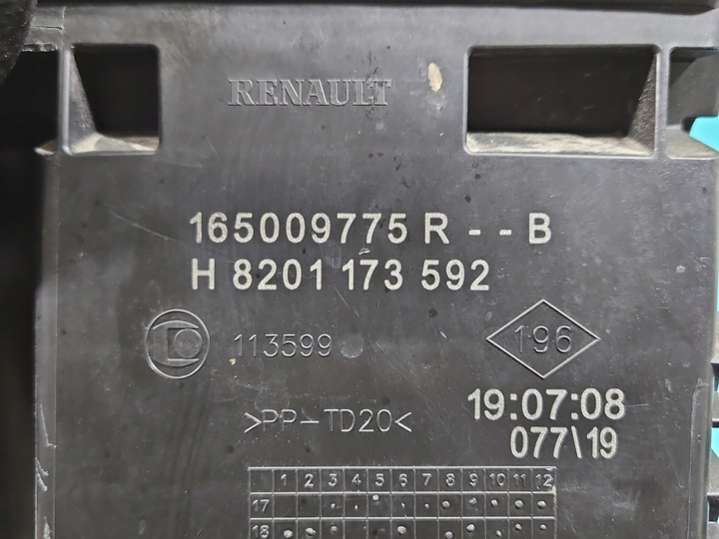 RENAULT
165009775 R - - B
H 8201 173 592
113599
196
>PP-TD20<
19:07:08
077\19
1 2 3 4 5 6 7 8 9 10 11 12
17
18